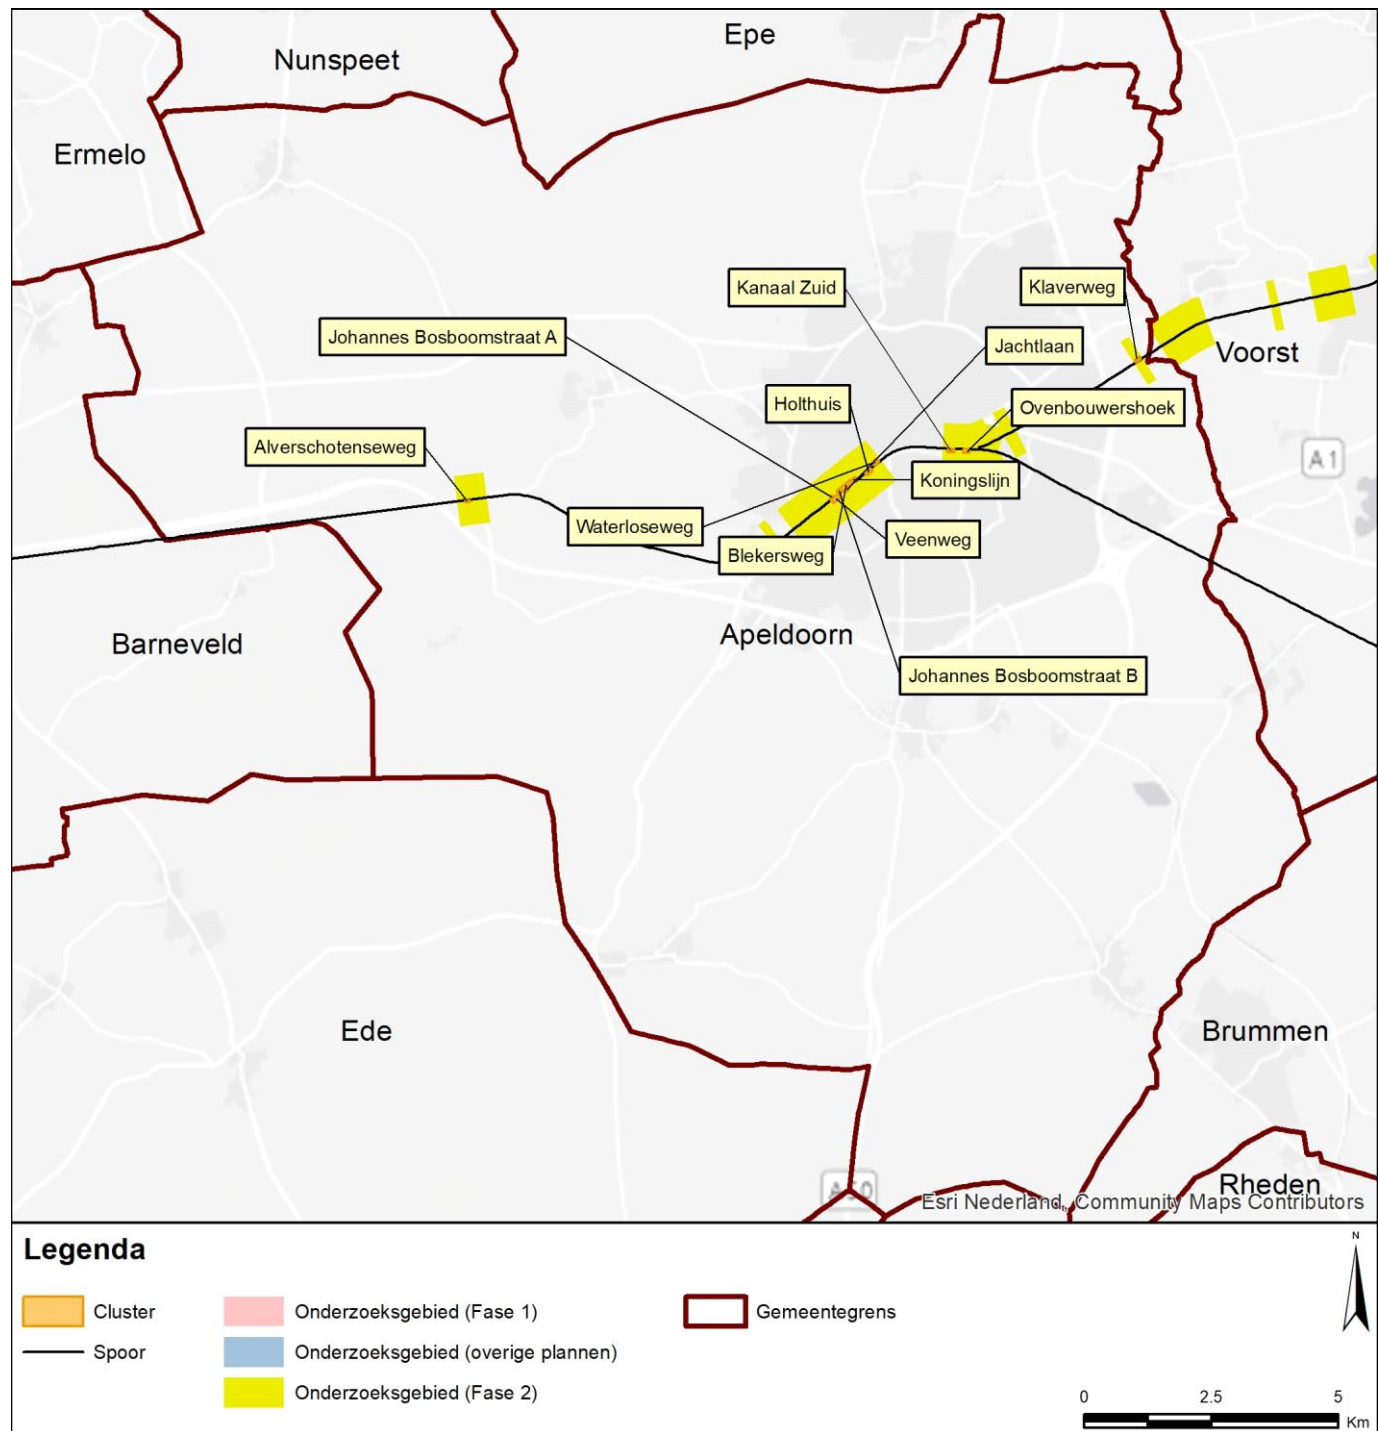 Epe
Nunspeet
Ermelo
Kanaal Zuid
Klaverweg
Johannes Bosboomstraat A
Jachtlaan
Voorst
Holthuis
Ovenbouwershoek
Alverschotenseweg
A1
Koningslijn
Waterloseweg
Blekersweg
Veenweg
Apeldoorn
Barneveld
Johannes Bosboomstraat B
Ede
Brummen
Rheden
A50
Esri Nederland, Community Maps Contributors
Legenda
Cluster
Spoor
Onderzoeksgebied (Fase 1)
Onderzoeksgebied (overige plannen)
Onderzoeksgebied (Fase 2)
Gemeentegrens
N
0 2.5 5
Km